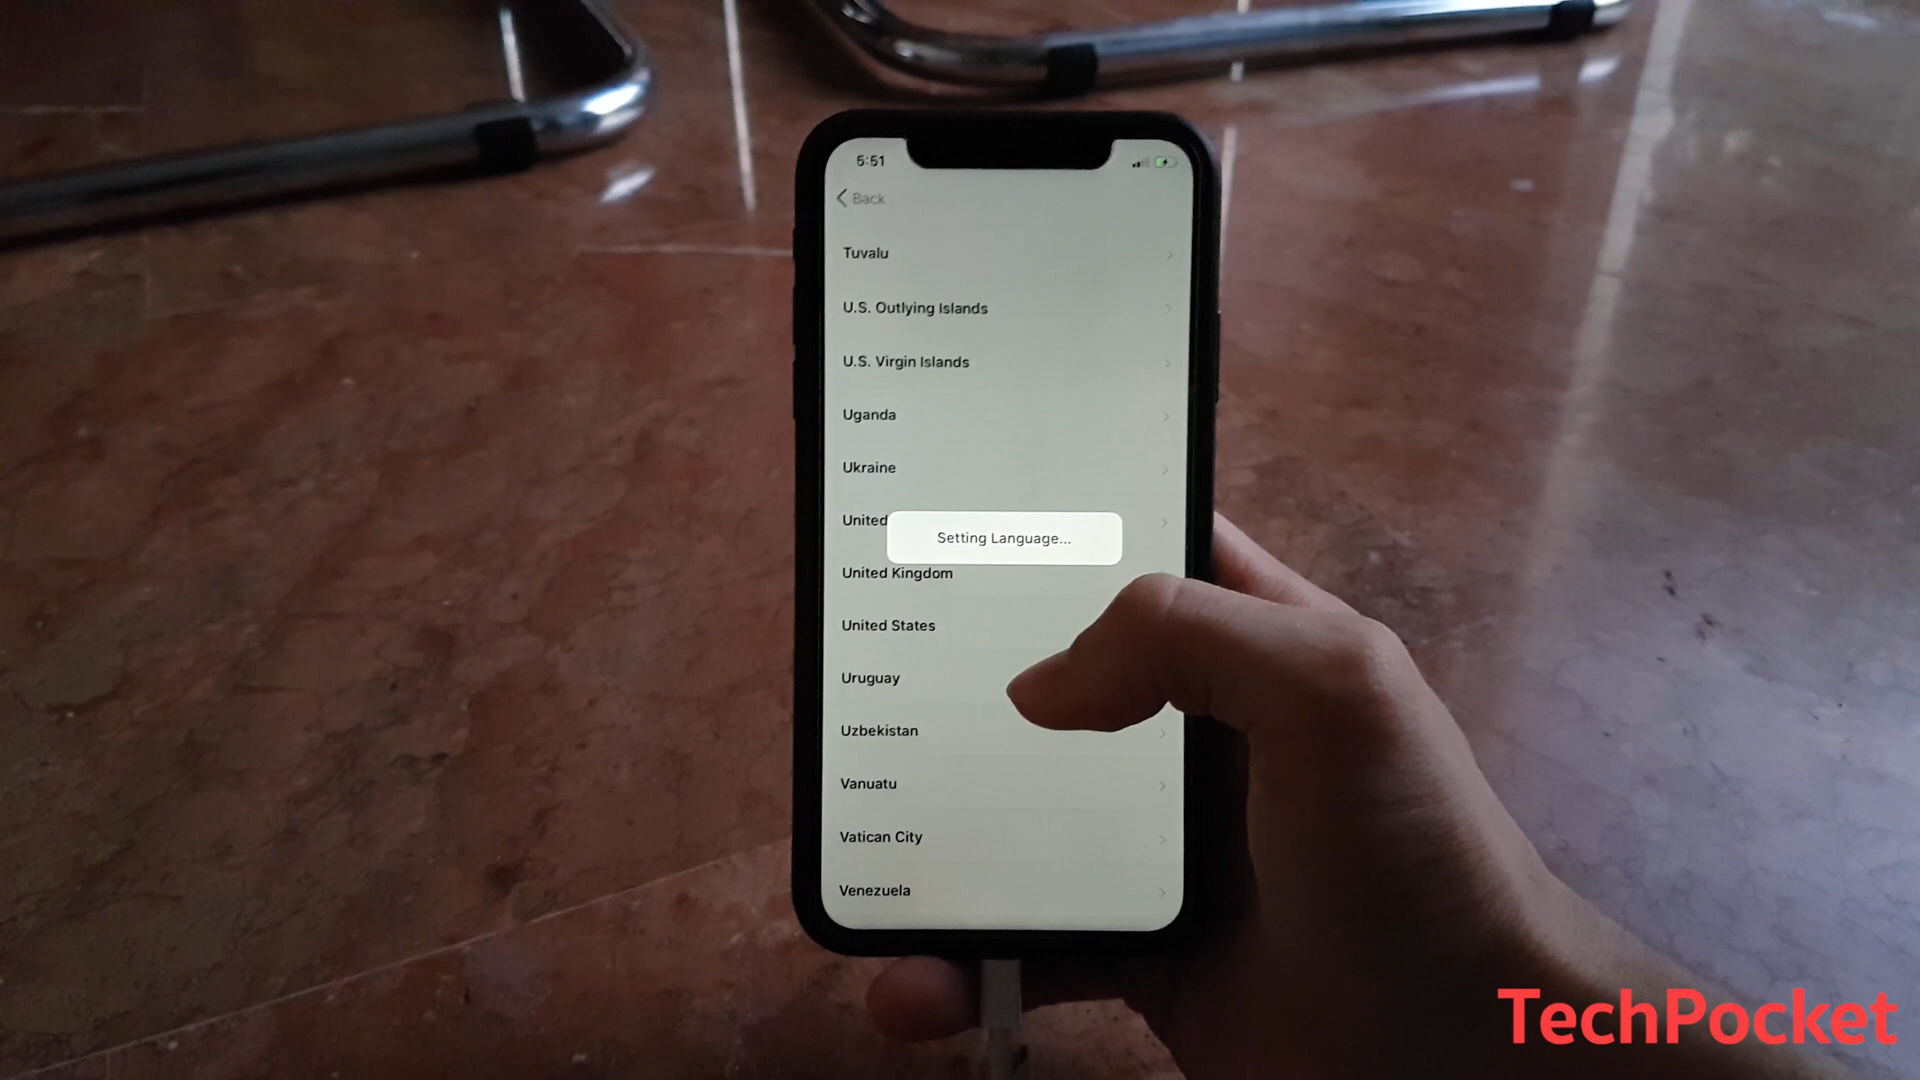 5:51
Back
Tuvalu
U.S. Outlying Islands
U.S. Virgin Islands
Uganda
Ukraine
United
Setting Language...
United Kingdom
United States
Uruguay
Uzbekistan
Vanuatu
Vatican City
Venezuela
TechPocket